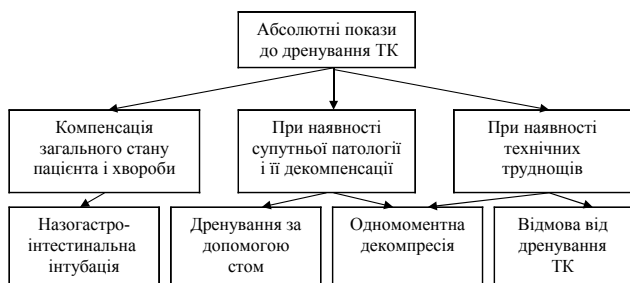 Абсолютні покази
до дренування ТК
Компенсація
загального стану
пацієнта і хвороби
При наявності
супутньої патології
і її декомпенсації
При наявності
технічних
труднощів
Назогастро-
інтестинальна
інтубація
Дренування за
допомогою
стом
Одномоментна
декомпресія
Відмова від
дренування
ТК